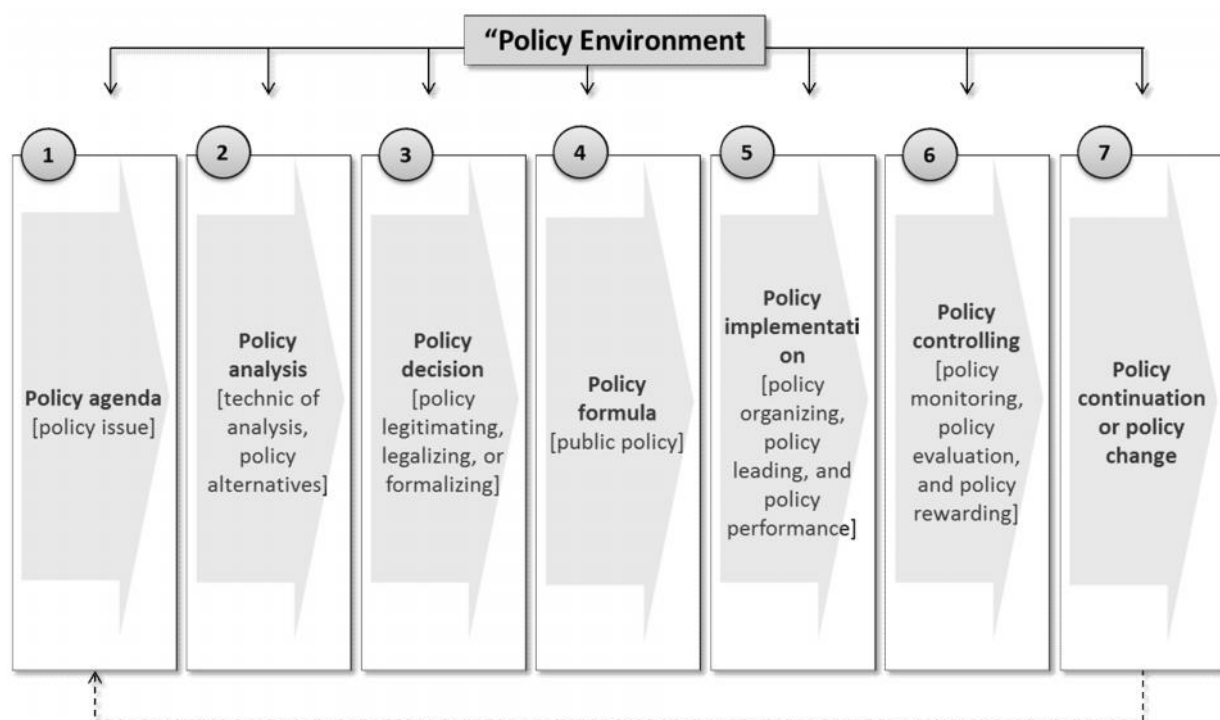 “Policy Environment
1
2
3
4
5
6
7
Policy agenda
[policy issue]
Policy
analysis
[technic of
analysis,
policy
alternatives]
Policy
decision
[policy
legitimating,
legalizing, or
formalizing]
Policy
formula
[public policy]
Policy
implementati
on
[policy
organizing,
policy
leading, and
policy
performance]
Policy
controlling
[policy
monitoring,
policy
evaluation,
and policy
rewarding]
Policy
continuation
or policy
change